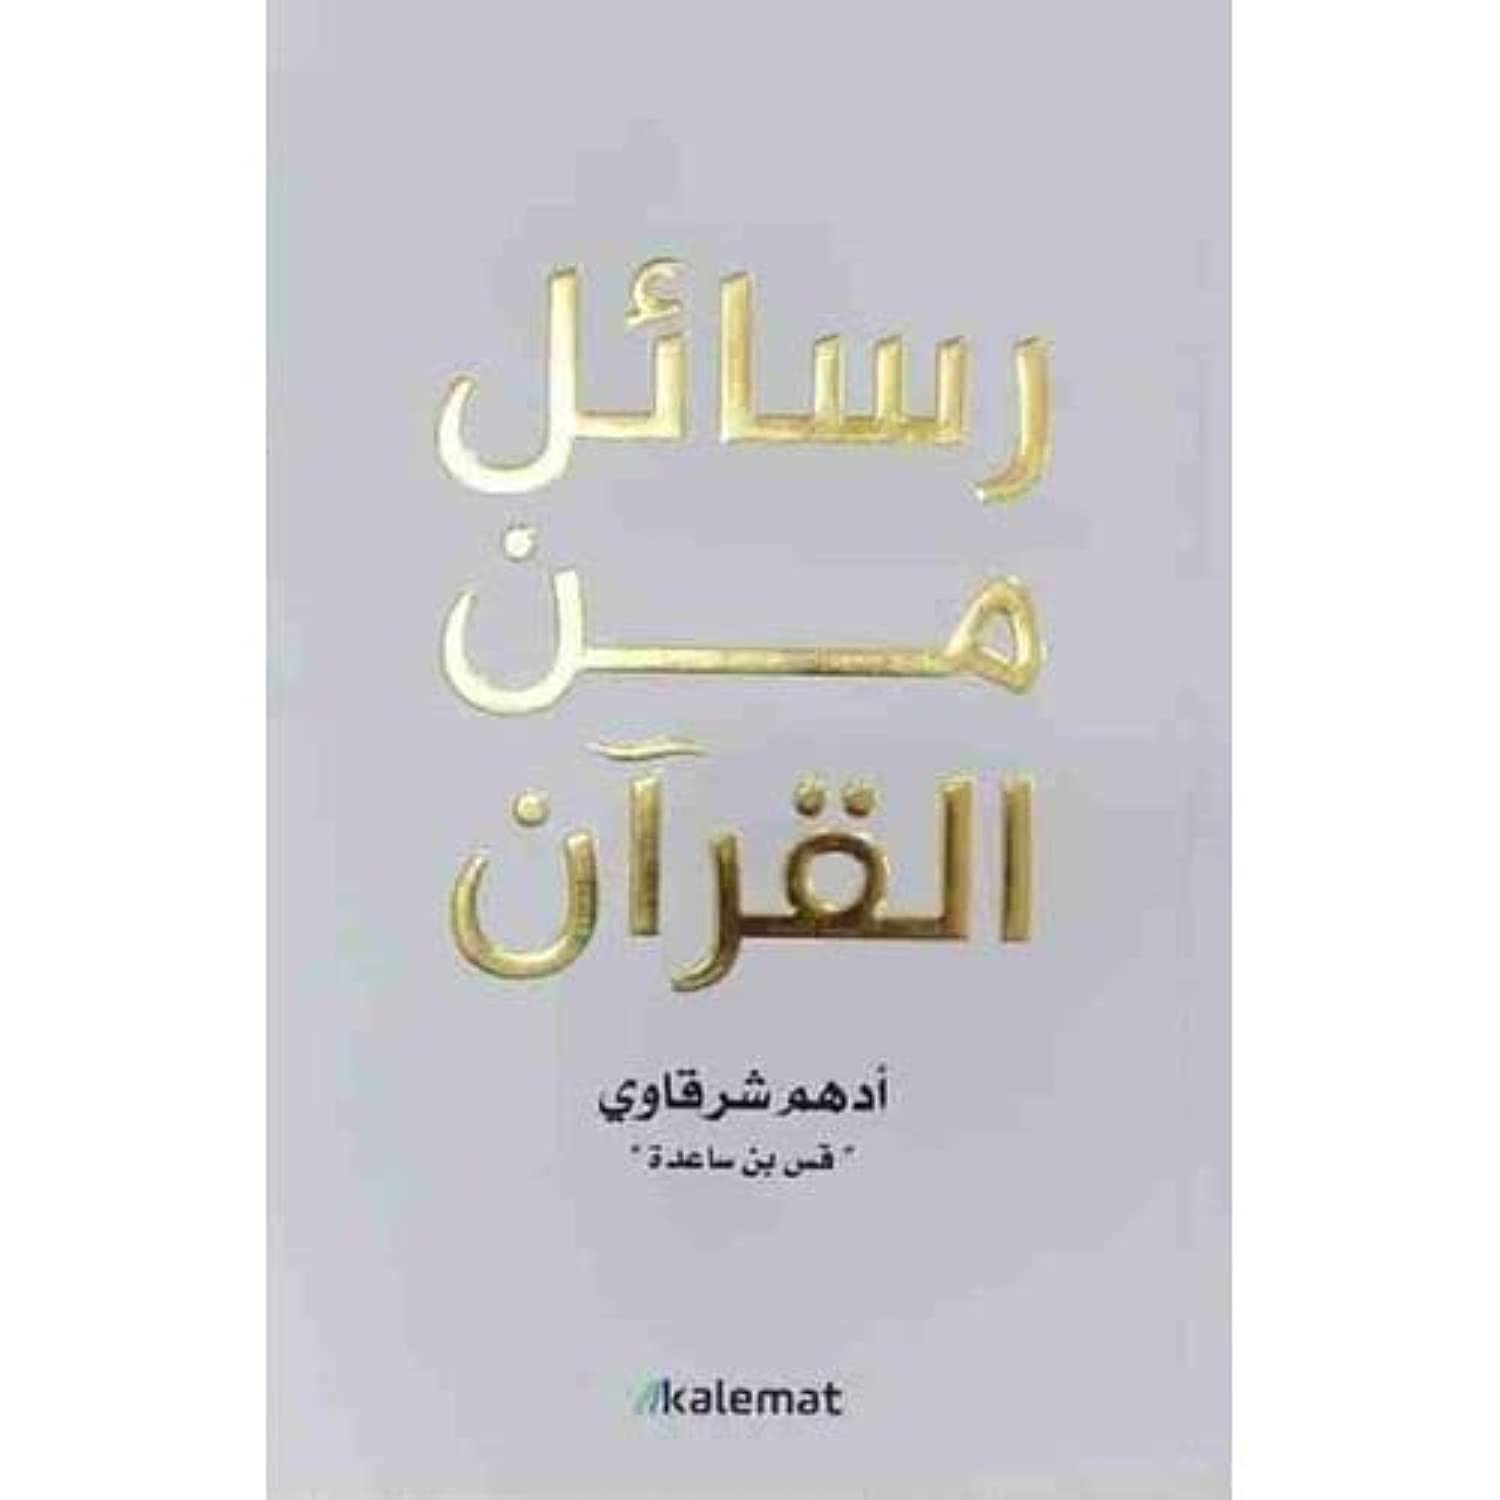 رسائل
من
القرآن
أدهم شرقاوي
" قس بن ساعدة "
kalemat